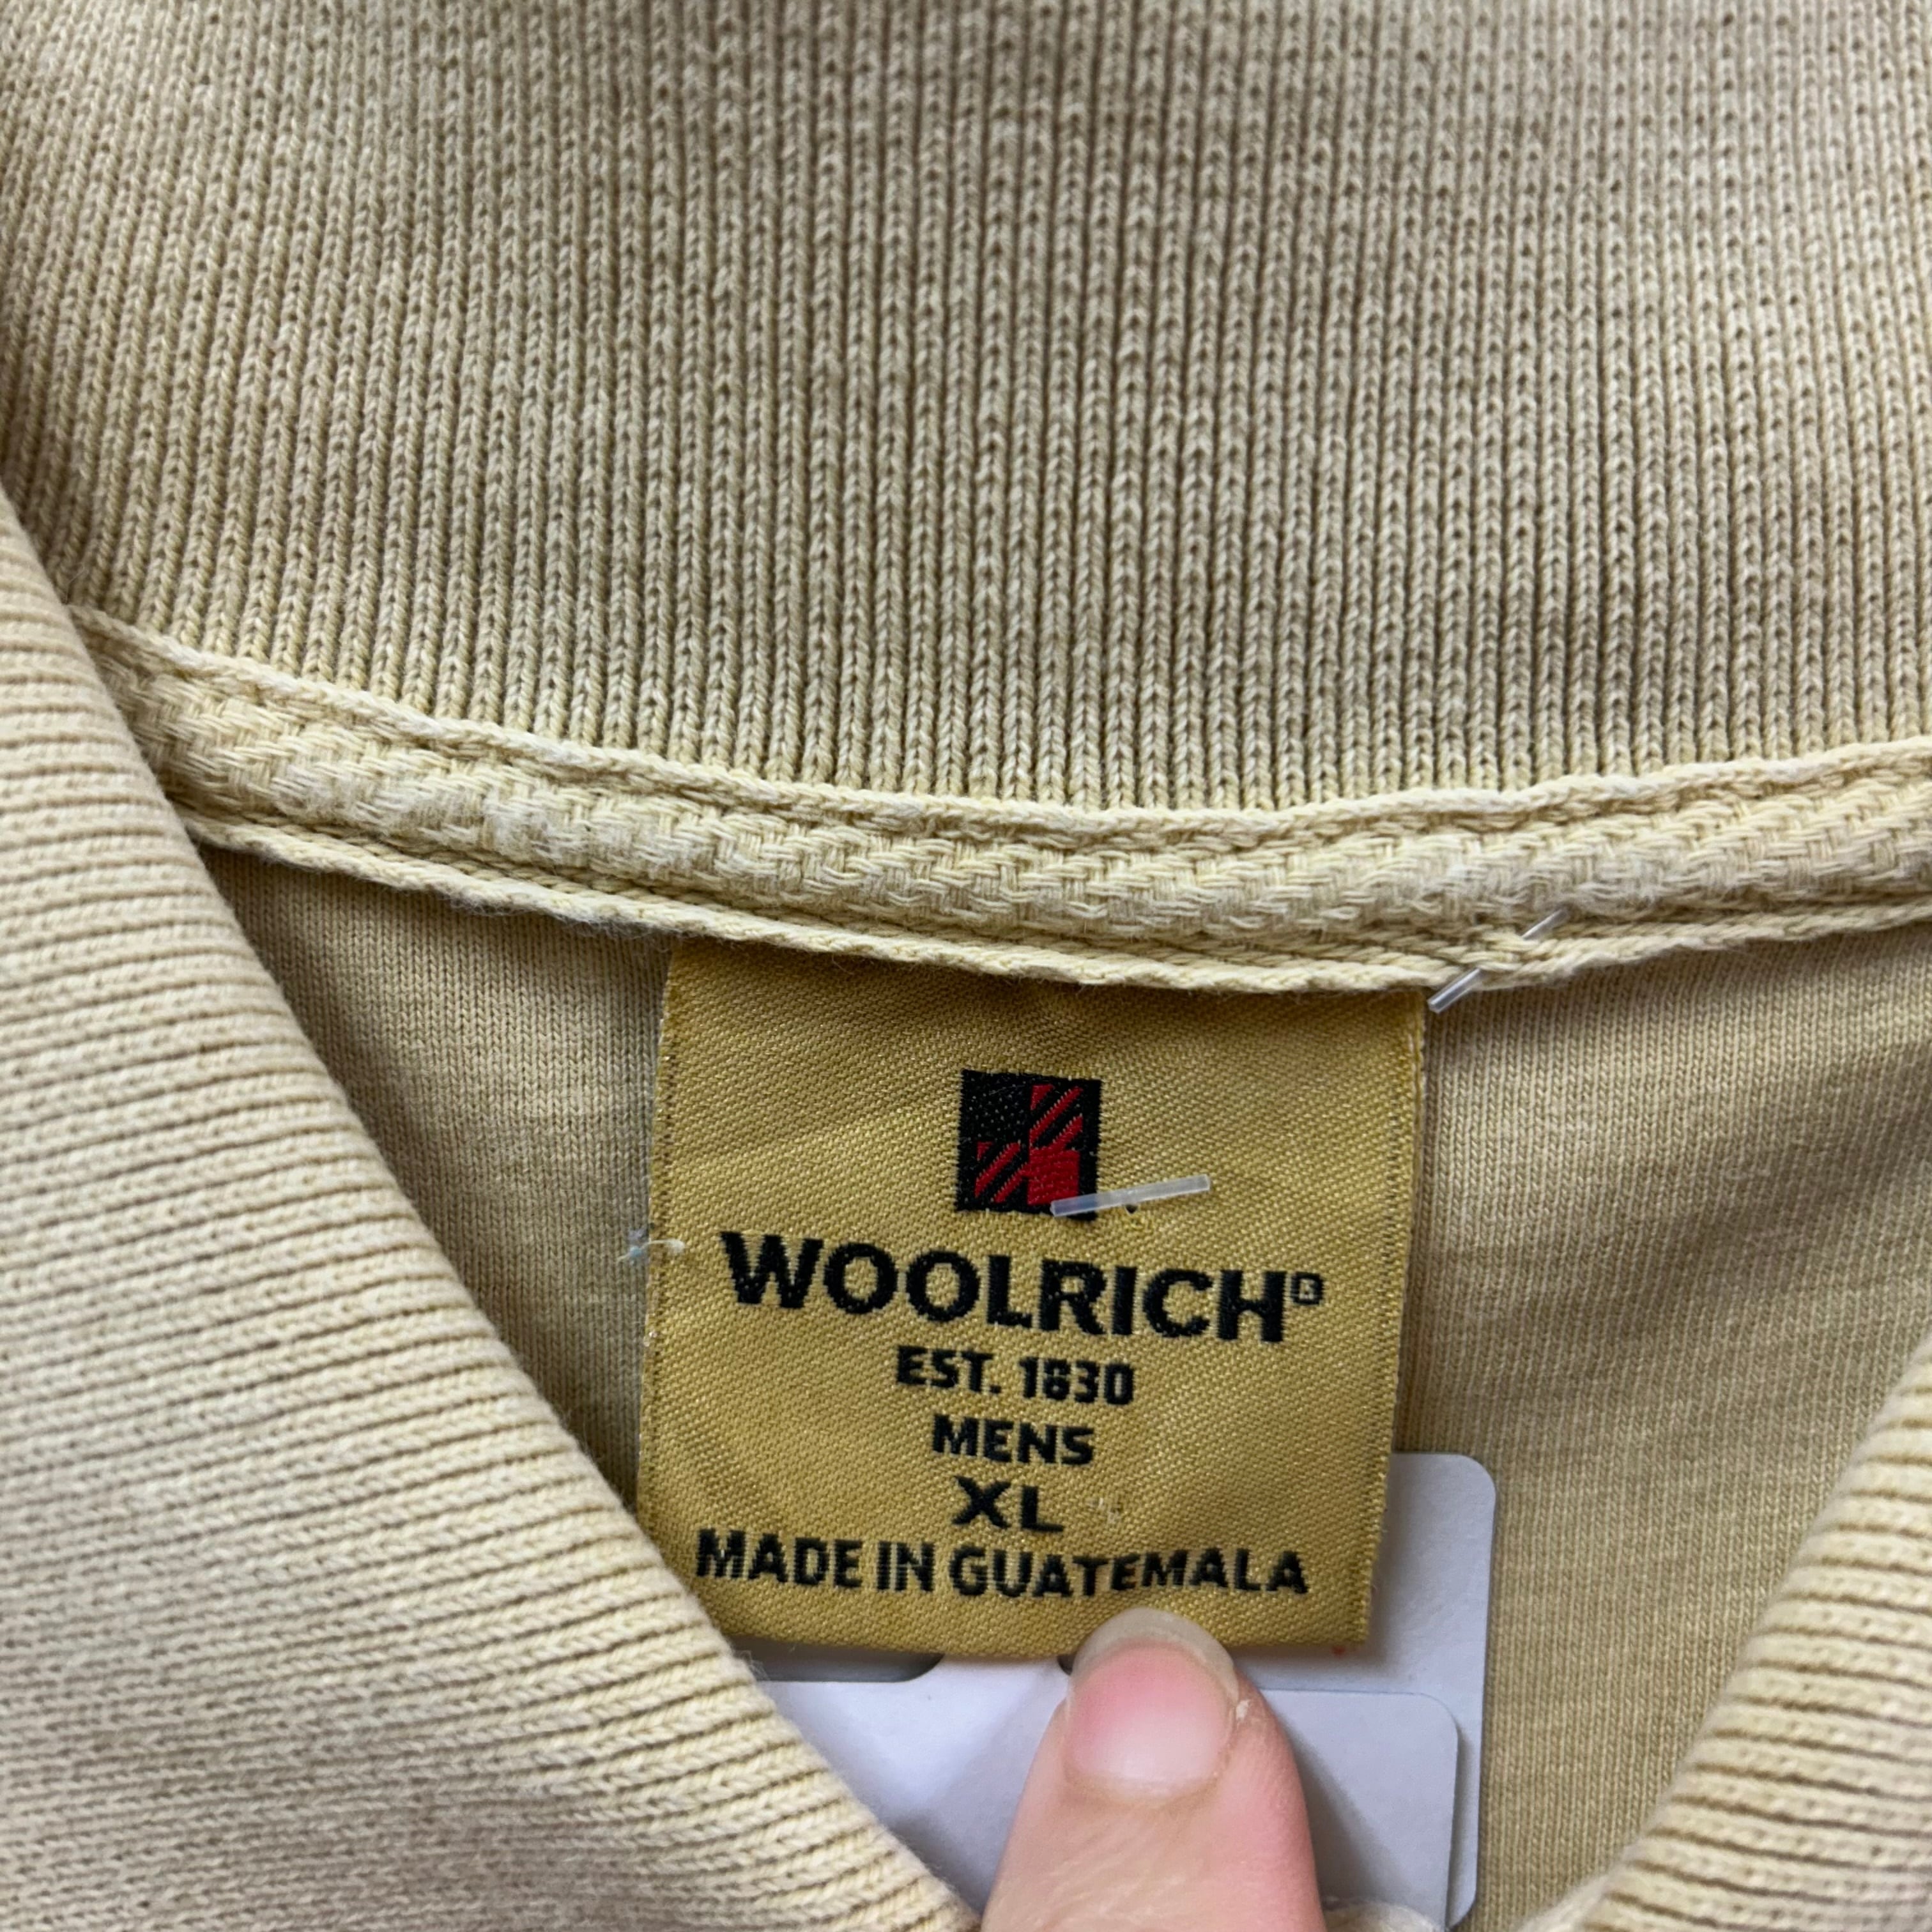 WOOLRICH®
EST. 1830
MENS
XL
MADE IN GUATEMALA